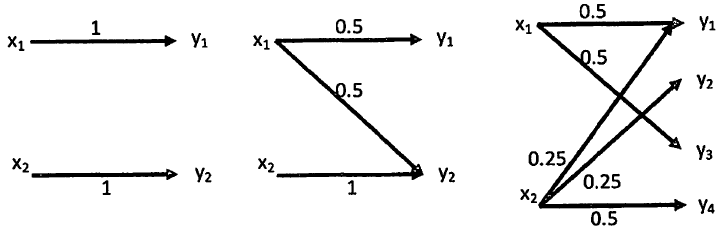 x₁ 1 y₁
x₂ 1 y₂
x₁ 0.5 y₁
0.5
x₂ 1 y₂
x₁ 0.5 y₁
0.5
y₂
y₃
0.25
0.25
x₂ 0.5 y₄